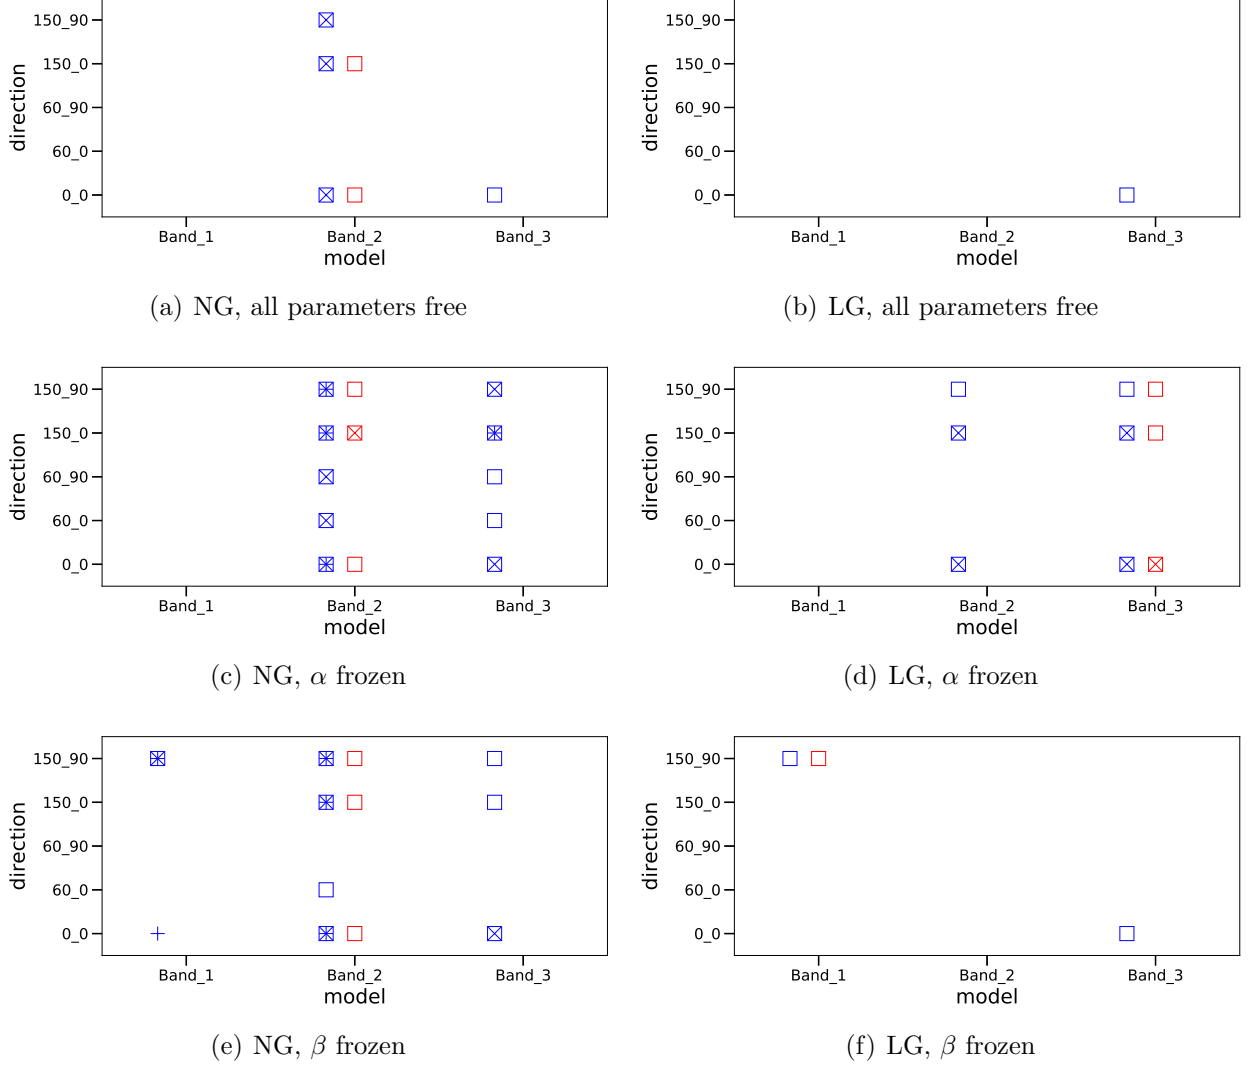 150_90
150_0
60_90
60_0
0_0
direction
Band_1 Band_2 Band_3
model
(a) NG, all parameters free
150_90
150_0
60_90
60_0
0_0
direction
Band_1 Band_2 Band_3
model
(b) LG, all parameters free
150_90
150_0
60_90
60_0
0_0
direction
Band_1 Band_2 Band_3
model
(c) NG, α frozen
150_90
150_0
60_90
60_0
0_0
direction
Band_1 Band_2 Band_3
model
(d) LG, α frozen
150_90
150_0
60_90
60_0
0_0
direction
Band_1 Band_2 Band_3
model
(e) NG, β frozen
150_90
150_0
60_90
60_0
0_0
direction
Band_1 Band_2 Band_3
model
(f) LG, β frozen